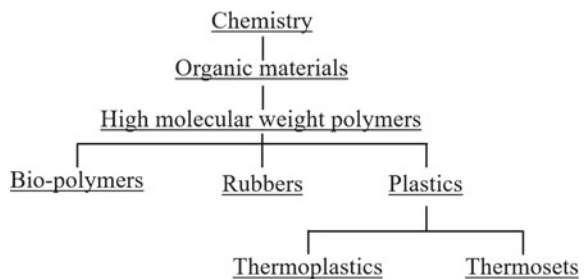 Chemistry
Organic materials
High molecular weight polymers
Bio-polymers Rubbers Plastics
Thermoplastics Thermosets